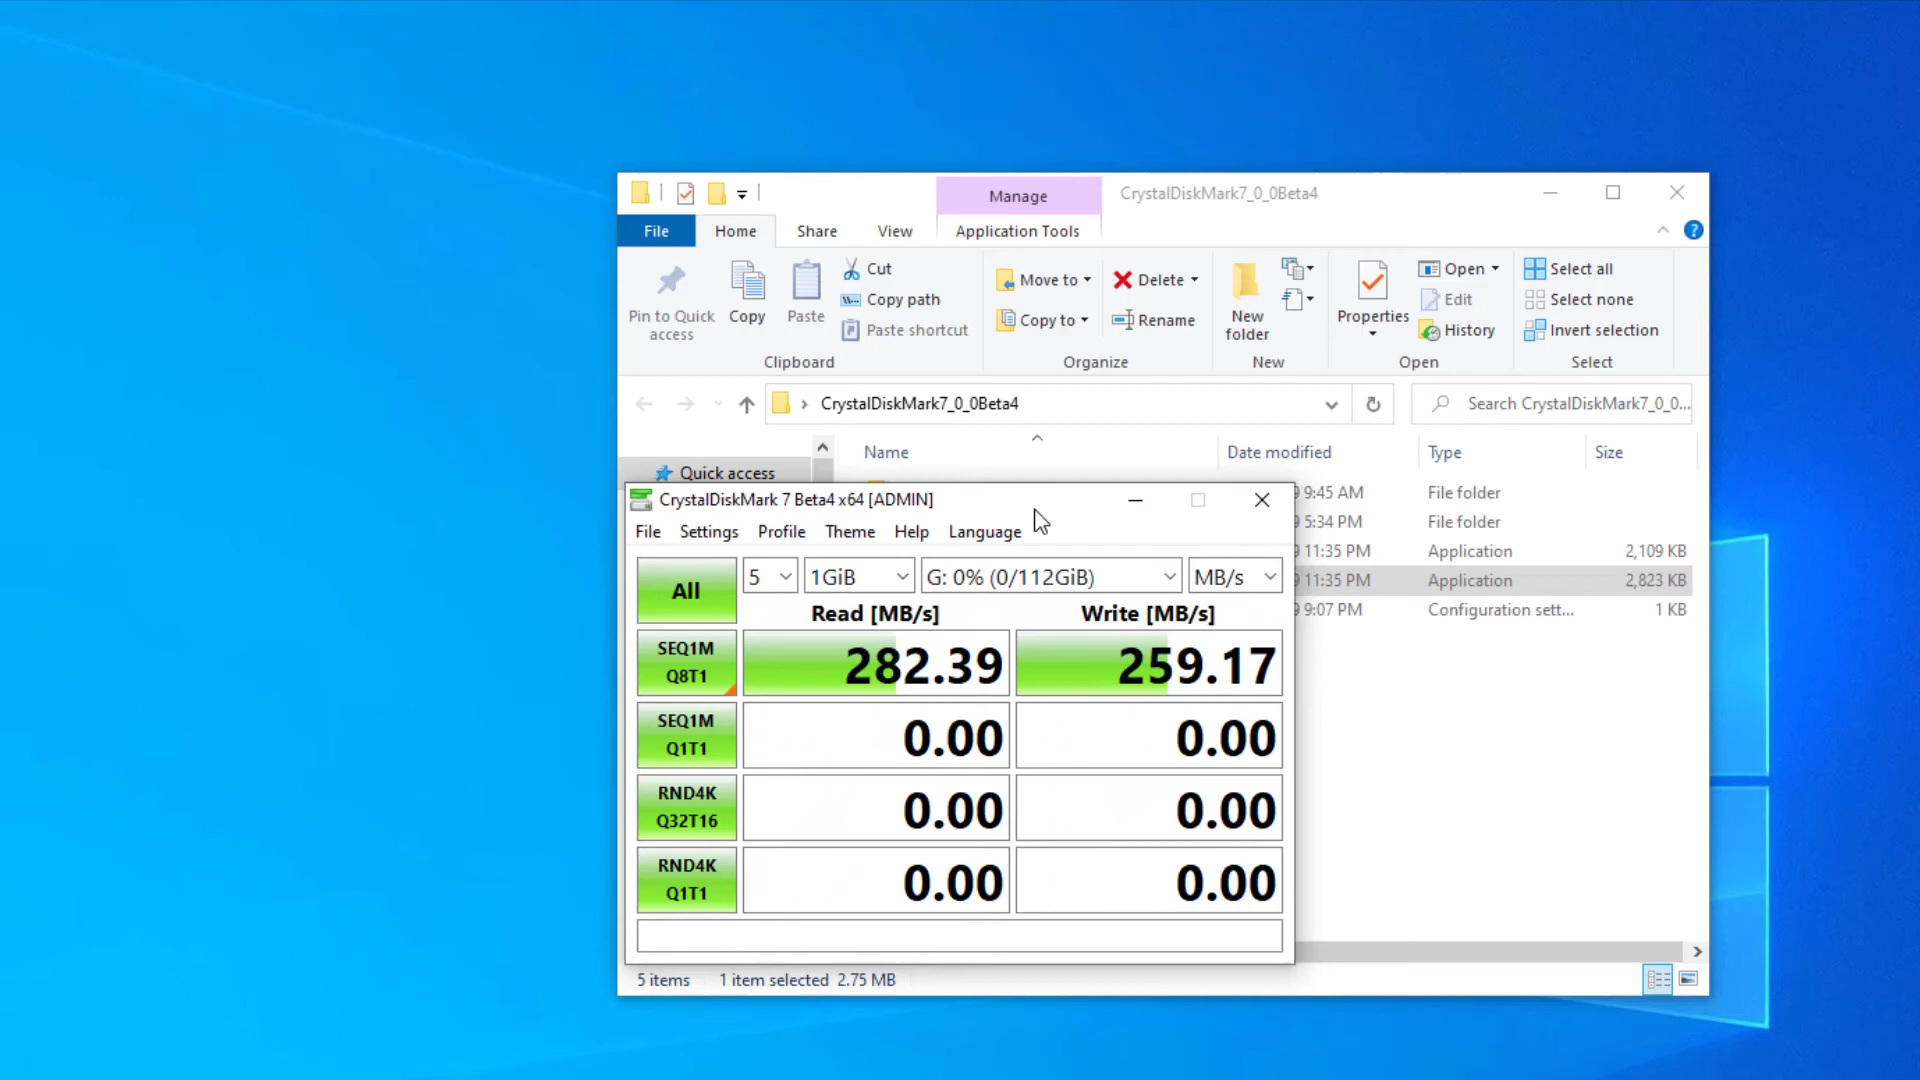 Manage
CrystalDiskMark7_0_0Beta4
File
Home
Share
View
Application Tools
Pin to Quick access
Copy
Paste
Cut
Copy path
Paste shortcut
Clipboard
Move to
Copy to
Delete
Rename
Organize
New folder
New
Properties
Open
Edit
History
Open
Select all
Select none
Invert selection
Select
CrystalDiskMark7_0_0Beta4
Search CrystalDiskMark7_0_0...
Name
Date modified
Type
Size
Quick access
9:45 AM
File folder
5:34 PM
File folder
11:35 PM
Application
2,109 KB
11:35 PM
Application
2,823 KB
9:07 PM
Configuration sett...
1 KB
CrystalDiskMark 7 Beta4 x64 [ADMIN]
File
Settings
Profile
Theme
Help
Language
All
5
1GiB
G: 0% (0/112GiB)
MB/s
Read [MB/s]
Write [MB/s]
SEQ1M
Q8T1
282.39
259.17
SEQ1M
Q1T1
0.00
0.00
RND4K
Q32T16
0.00
0.00
RND4K
Q1T1
0.00
0.00
5 items
1 item selected 2.75 MB